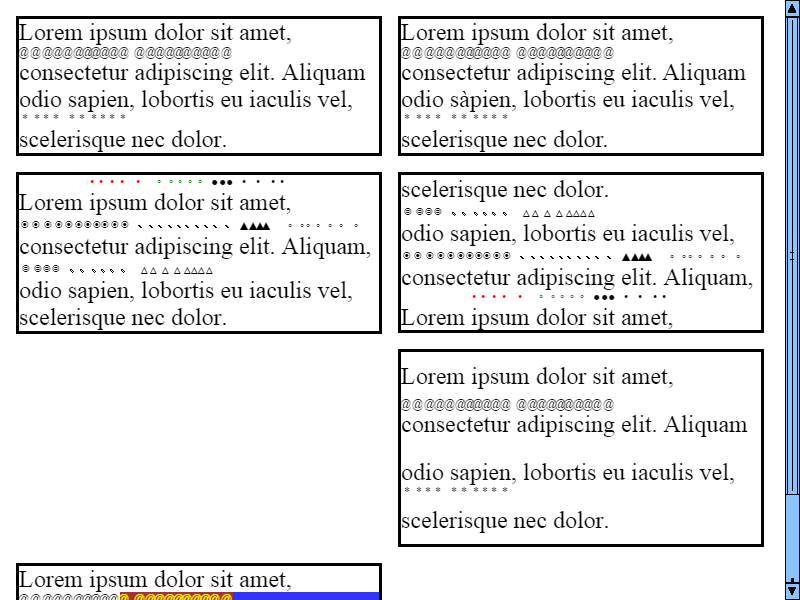 Lorem ipsum dolor sit amet,
@@@@@@@@@@@ @@@@@@@@@@
consectetur adipiscing elit. Aliquam
odio sapien, lobortis eu iaculis vel,
* * * * * * * * * * *
scelerisque nec dolor.
Lorem ipsum dolor sit amet,
@@@@@@@@@@@ @@@@@@@@@@
consectetur adipiscing elit. Aliquam
odio sàpien, lobortis eu iaculis vel,
* * * * * * * * * * *
scelerisque nec dolor.
Lorem ipsum dolor sit amet,
consectetur adipiscing elit. Aliquam,
odio sapien, lobortis eu iaculis vel,
scelerisque nec dolor.
scelerisque nec dolor.
odio sapien, lobortis eu iaculis vel,
consectetur adipiscing elit. Aliquam,
Lorem ipsum dolor sit amet,
Lorem ipsum dolor sit amet,
@@@@@@@@@@@ @@@@@@@@@@
consectetur adipiscing elit. Aliquam
odio sapien, lobortis eu iaculis vel,
* * * * * * * * * * *
scelerisque nec dolor.
Lorem ipsum dolor sit amet,